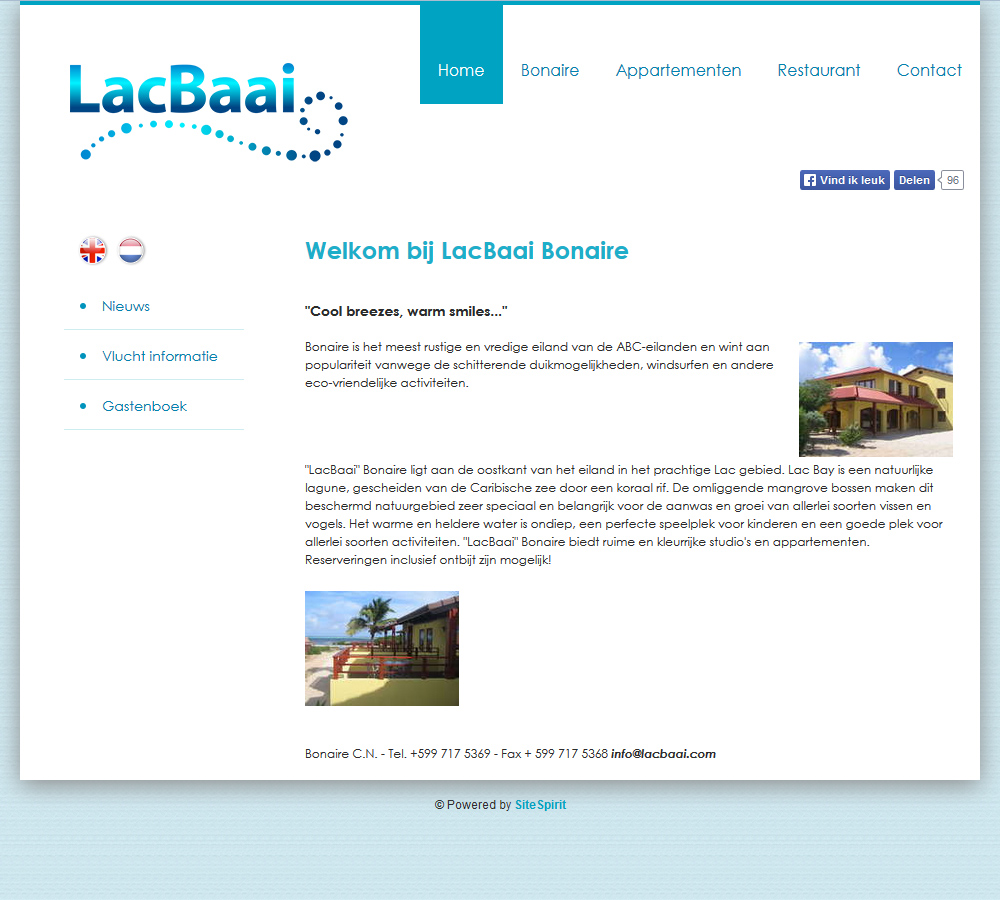 LacBaai
Home
Bonaire
Appartementen
Restaurant
Contact
Vind ik leuk
Delen
96
Welkom bij LacBaai Bonaire
Nieuws
Vlucht informatie
Gastenboek
"Cool breezes, warm smiles..."
Bonaire is het meest rustige en vredige eiland van de ABC-eilanden en wint aan
populariteit vanwege de schitterende duikmogelijkheden, windsurfen en andere
eco-vriendelijke activiteiten.
"LacBaai" Bonaire ligt aan de oostkant van het eiland in het prachtige Lac gebied. Lac Bay is een natuurlijke
lagune, gescheiden van de Caribische zee door een koraal rif. De omliggende mangrove bossen maken dit
beschermd natuurgebied zeer speciaal en belangrijk voor de aanwas en groei van allerlei soorten vissen en
vogels. Het warme en heldere water is ondiep, een perfecte speelplek voor kinderen en een goede plek voor
allerlei soorten activiteiten. "LacBaai" Bonaire biedt ruime en kleurrijke studio's en appartementen.
Reserveringen inclusief ontbijt zijn mogelijk!
Bonaire C.N. - Tel. +599 717 5369 - Fax + 599 717 5368 info@lacbaai.com
© Powered by SiteSpirit